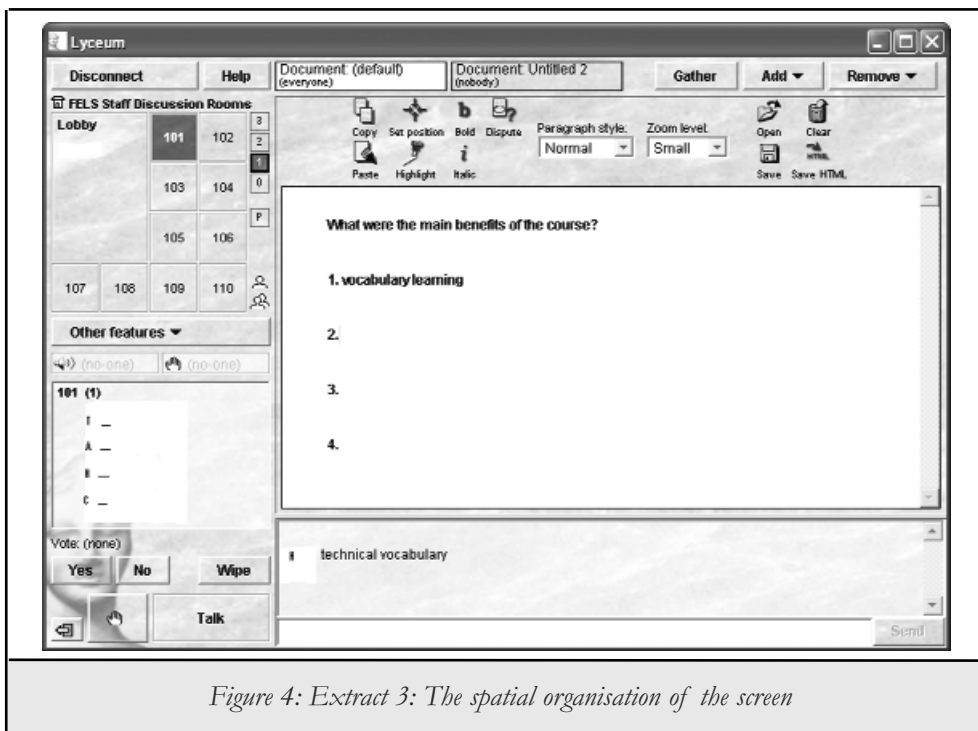 Lyceum
Disconnect Help
Document: (default) (everyone)
Document: Untitled 2 (nobody)
Gather Add Remove
FELS Staff Discussion Rooms
Lobby 101 102
103 104
105 106
107 108 109 110
3
2
1
0
P
Copy Set position Bold Dispute
Paste Highlight Italic
b
i
Paragraph style: Zoom level:
Normal Small
Open Clear
Save Save HTML
HTML
What were the main benefits of the course?
1. vocabulary learning
2.
3.
4.
Other features
(no-one) (no-one)
101 (1)
T _
A _
_
C _
Vote: (none)
Yes No Wipe
Talk
technical vocabulary
Send
Figure 4: Extract 3: The spatial organisation of the screen